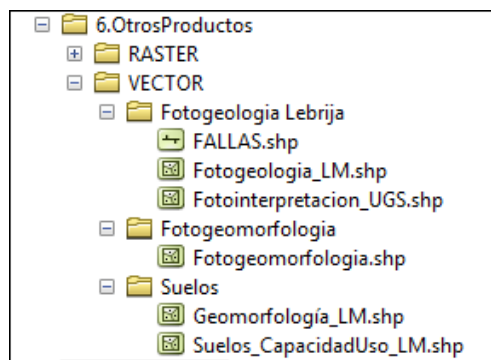 6.OtrosProductos
RASTER
VECTOR
Fotogeologia Lebrija
FALLAS.shp
Fotogeologia_LM.shp
Fotointerpretacion_UGS.shp
Fotogeomorfologia
Fotogeomorfologia.shp
Suelos
Geomorfología_LM.shp
Suelos_CapacidadUso_LM.shp